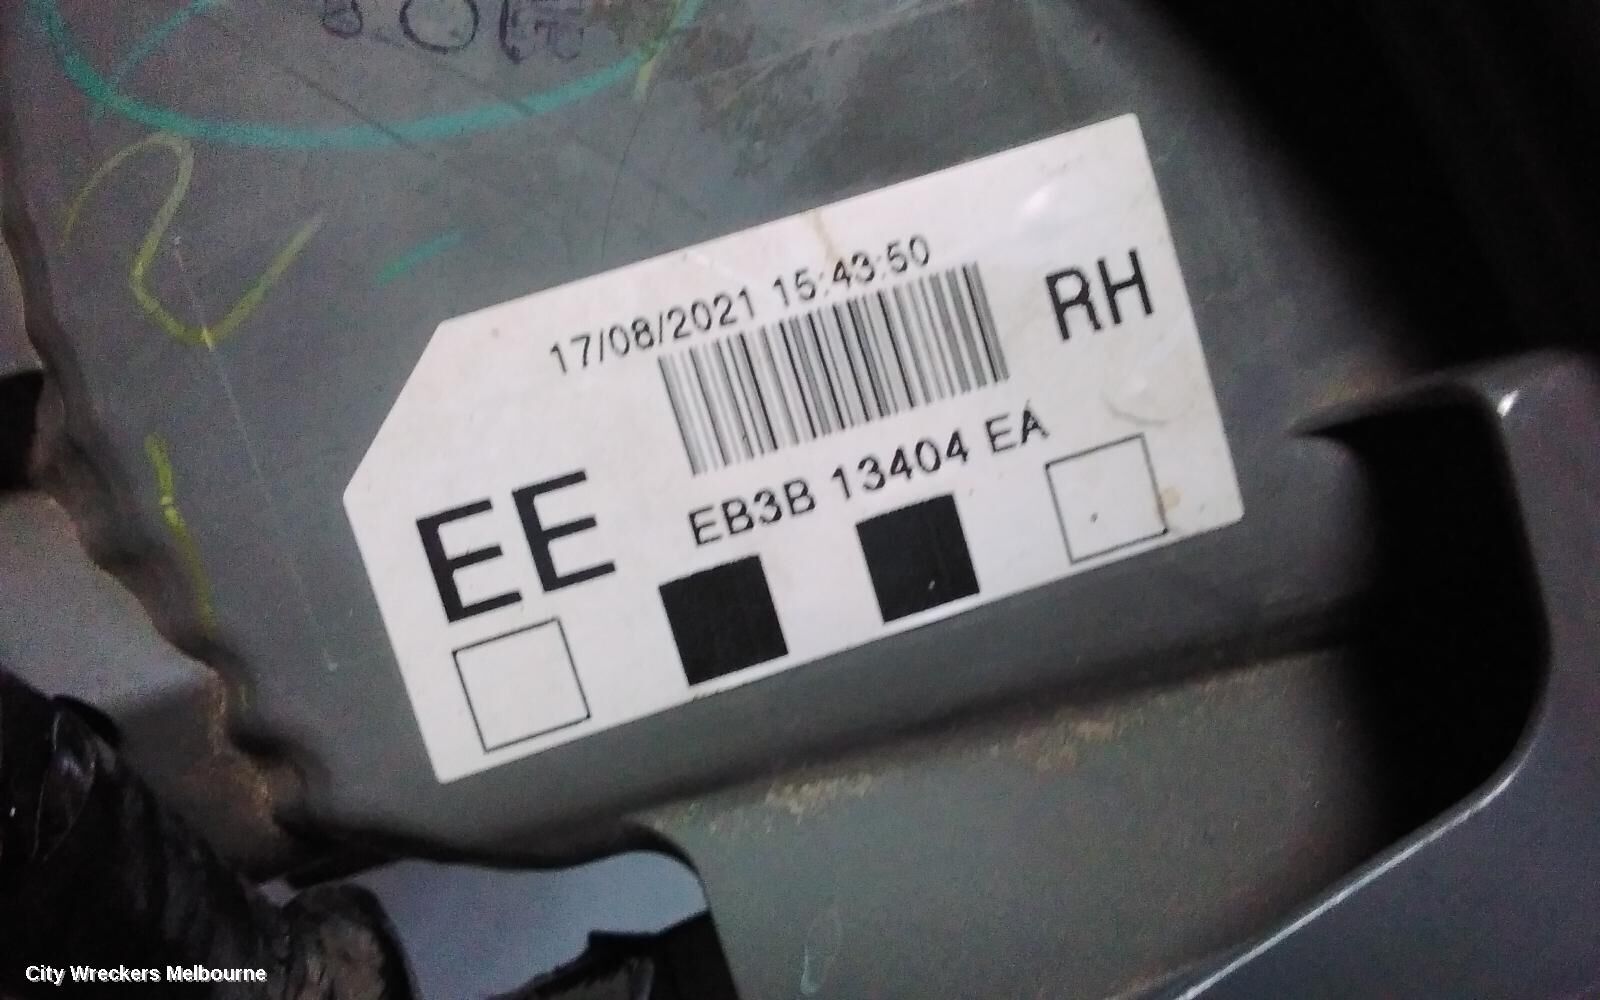 17/08/2021 15:43:50
RH
EB3B 13404 EA
EE
City Wreckers Melbourne